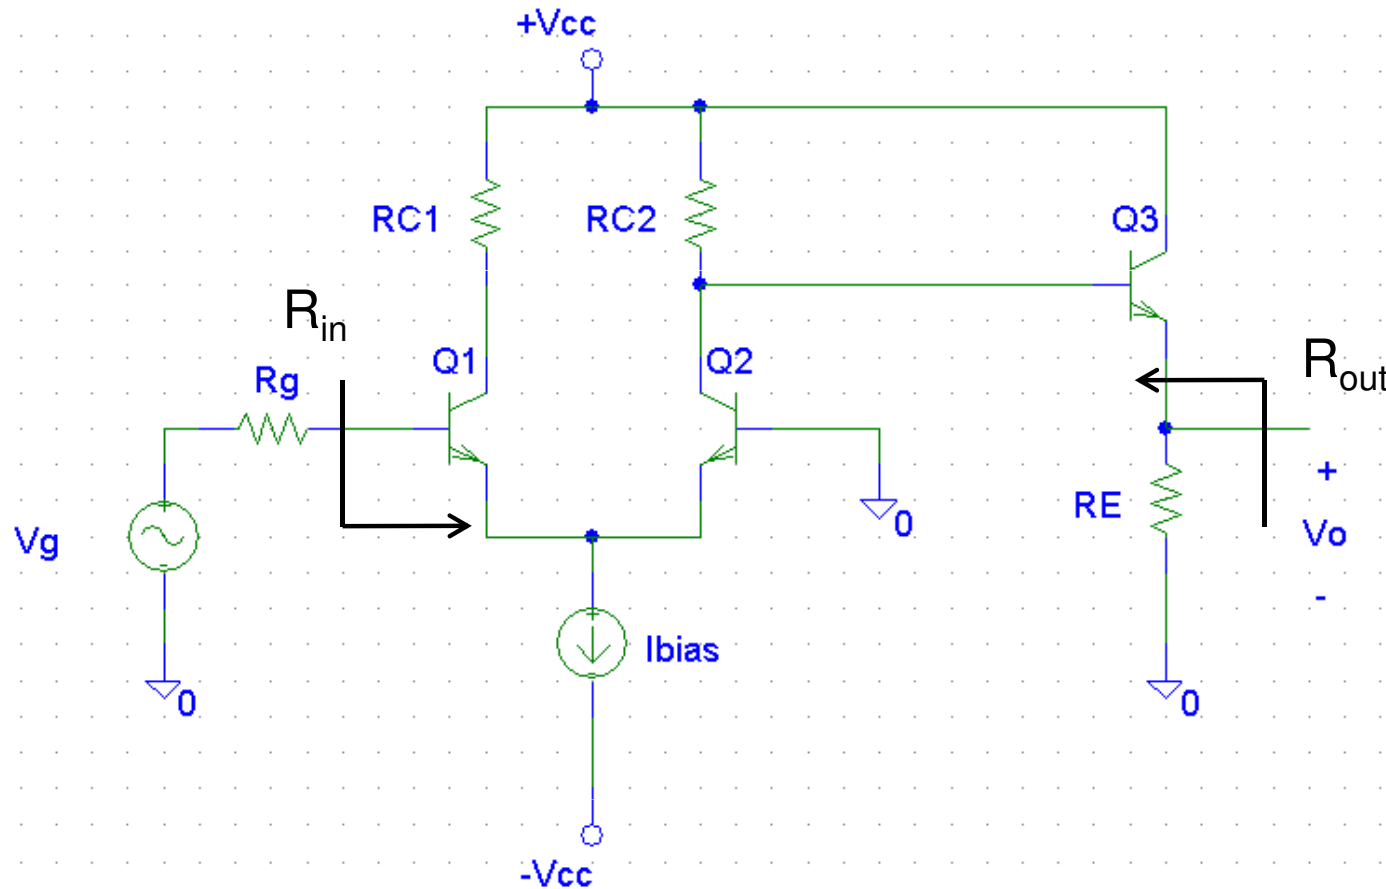 +Vcc
RC1
RC2
Q3
Rin
Q1
Q2
Rout
Rg
+
RE
0
Vg
Vo
-
Ibias
0
0
-Vcc